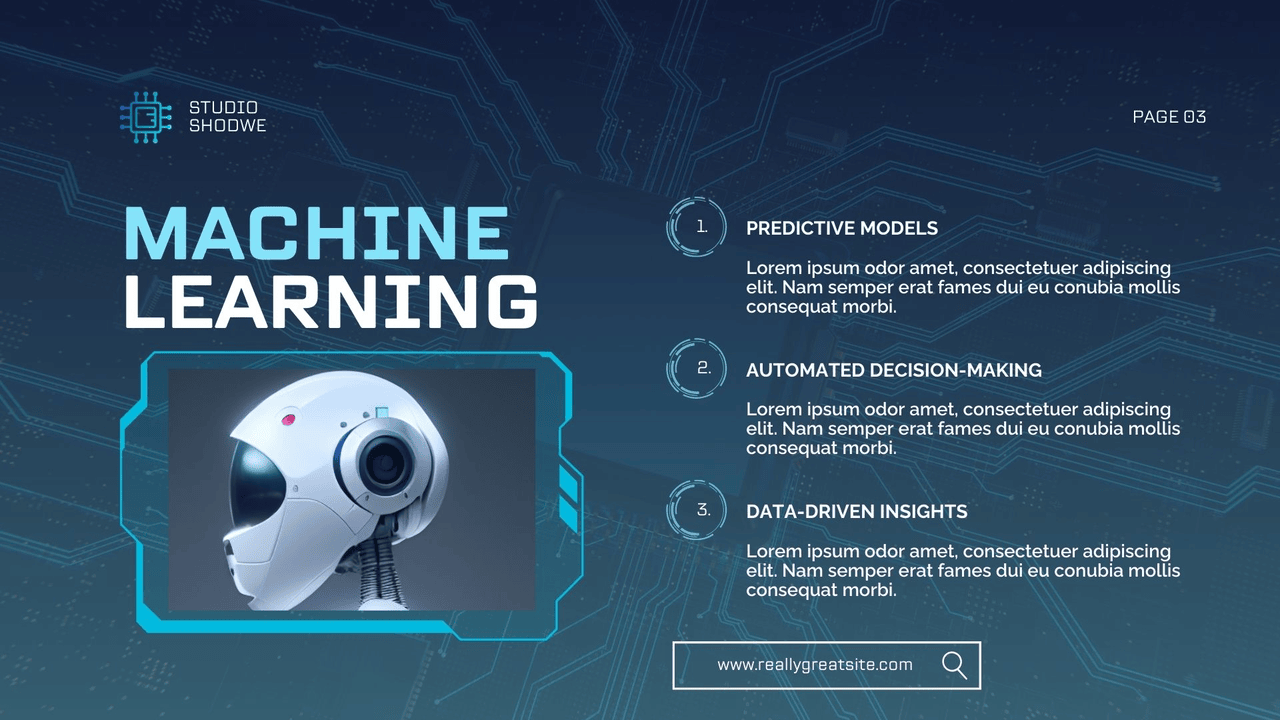 STUDIO
SHODWE
PAGE 03
MACHINE
LEARNING
1.
PREDICTIVE MODELS
Lorem ipsum odor amet, consectetuer adipiscing
elit. Nam semper erat fames dui eu conubia mollis
consequat morbi.
2.
AUTOMATED DECISION-MAKING
Lorem ipsum odor amet, consectetuer adipiscing
elit. Nam semper erat fames dui eu conubia mollis
consequat morbi.
3.
DATA-DRIVEN INSIGHTS
Lorem ipsum odor amet, consectetuer adipiscing
elit. Nam semper erat fames dui eu conubia mollis
consequat morbi.
www.reallygreatsite.com